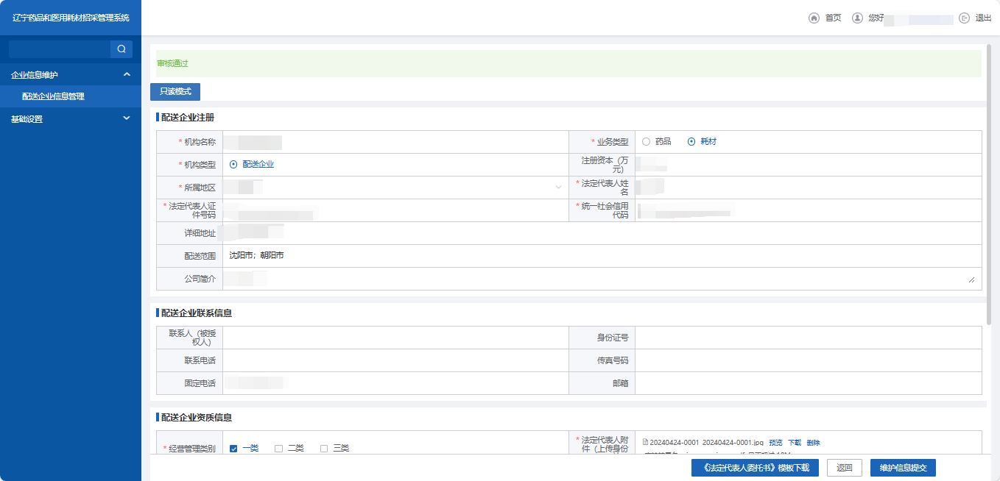 辽宁药品和医用耗材招采管理系统
首页
您好
退出
企业信息维护
配送企业信息管理
基础设置
审核通过
只读模式
配送企业注册
* 机构名称
* 业务类型
药品
耗材
* 机构类型
配送企业
注册资本（万
元）
* 所属地区
* 法定代表人姓
名
* 法定代表人证
件号码
* 统一社会信用
代码
详细地址
配送范围
沈阳市；朝阳市
公司简介
配送企业联系信息
联系人（被授
权人）
身份证号
联系电话
传真号码
固定电话
邮箱
配送企业资质信息
* 经营管理类别
一类
二类
三类
* 法定代表人附
件（上传身份
20240424-0001 20240424-0001.jpg 预览 下载 删除
《法定代表人委托书》模板下载
返回
维护信息提交